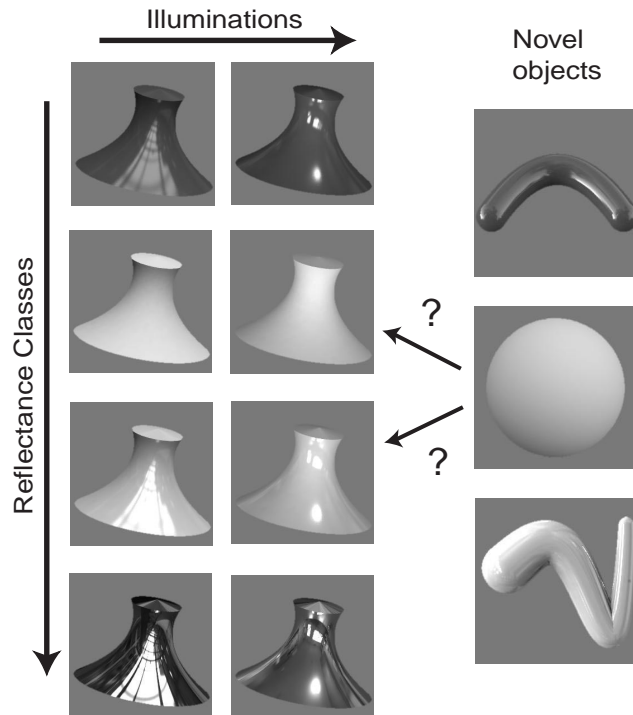 Illuminations
Novel
objects
Reflectance Classes
?
?